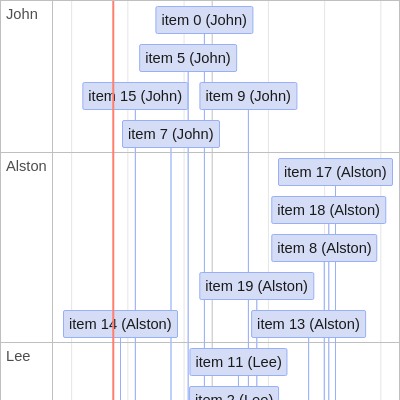 John
item 0 (John)
item 5 (John)
item 15 (John)
item 9 (John)
item 7 (John)
Alston
item 17 (Alston)
item 18 (Alston)
item 8 (Alston)
item 19 (Alston)
item 14 (Alston)
item 13 (Alston)
Lee
item 11 (Lee)
item 2 (Lee)